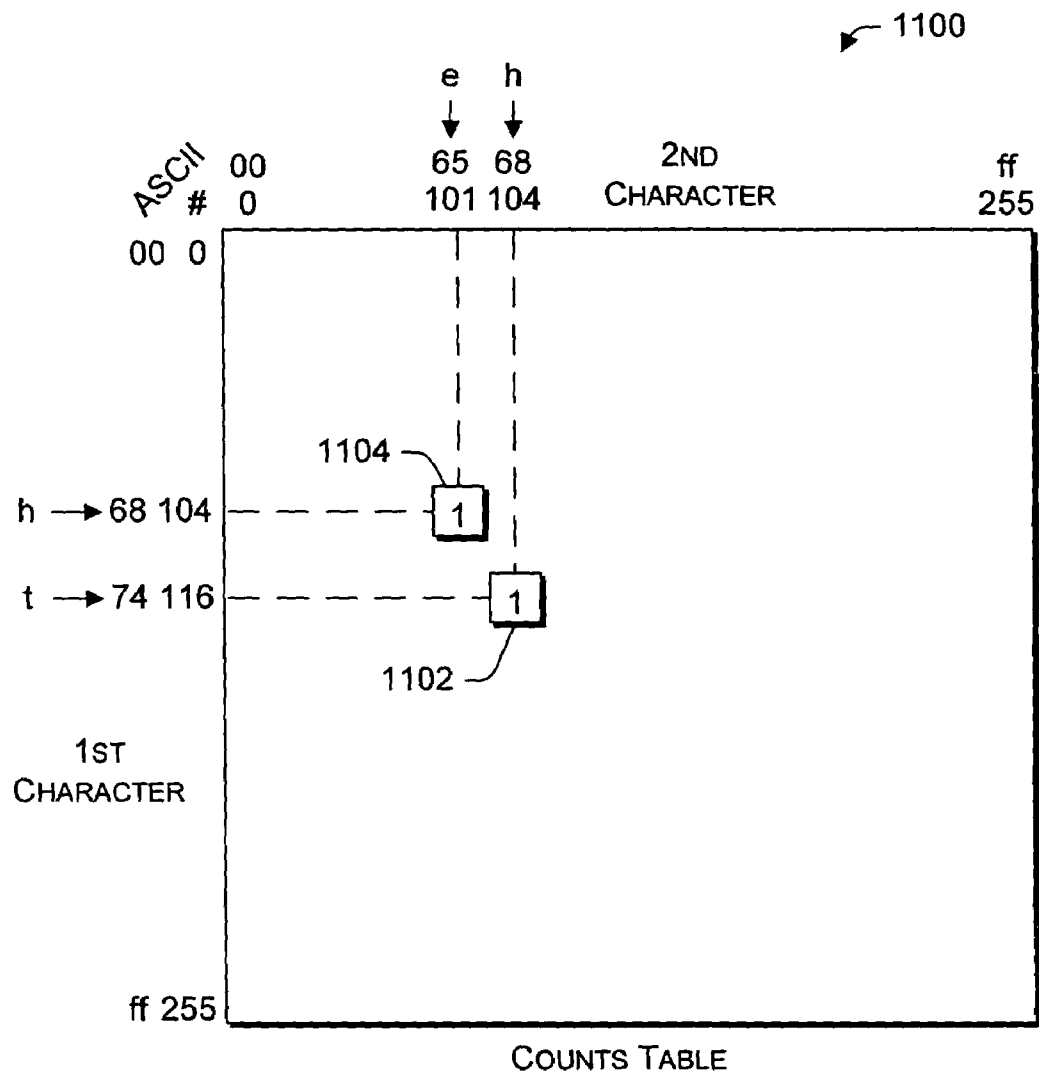 1100
e h
ASCII 00 65 68 2ND ff
# 0 101 104 CHARACTER 255
00 0
1104
h 68 104 1
t 74 116 1
1102
1ST
CHARACTER
ff 255
COUNTS TABLE